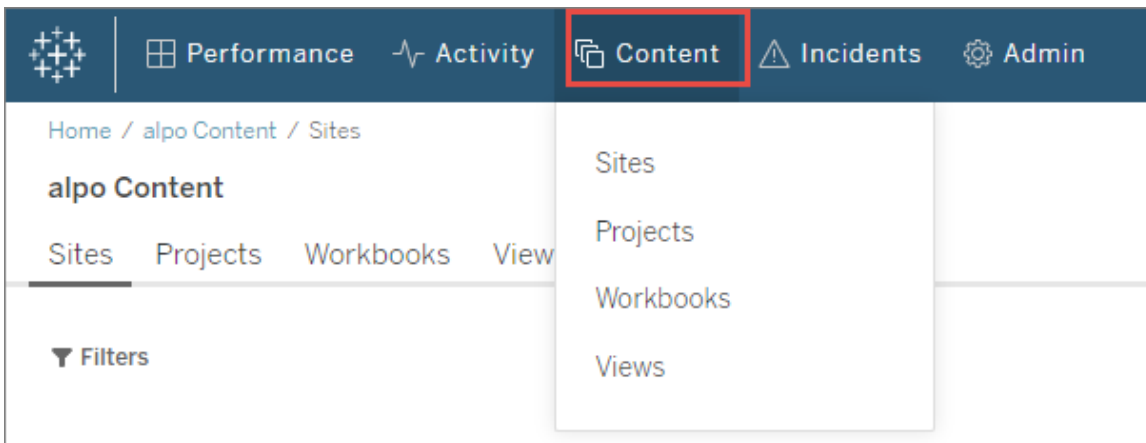 Performance Activity Content Incidents Admin
Home / alpo Content / Sites
alpo Content
Sites Projects Workbooks View
Filters
Sites
Projects
Workbooks
Views